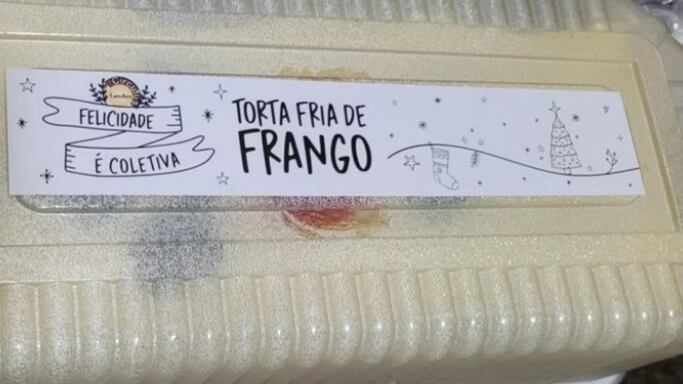 FELICIDADE
É COLETIVA
TORTA FRIA DE
FRANGO